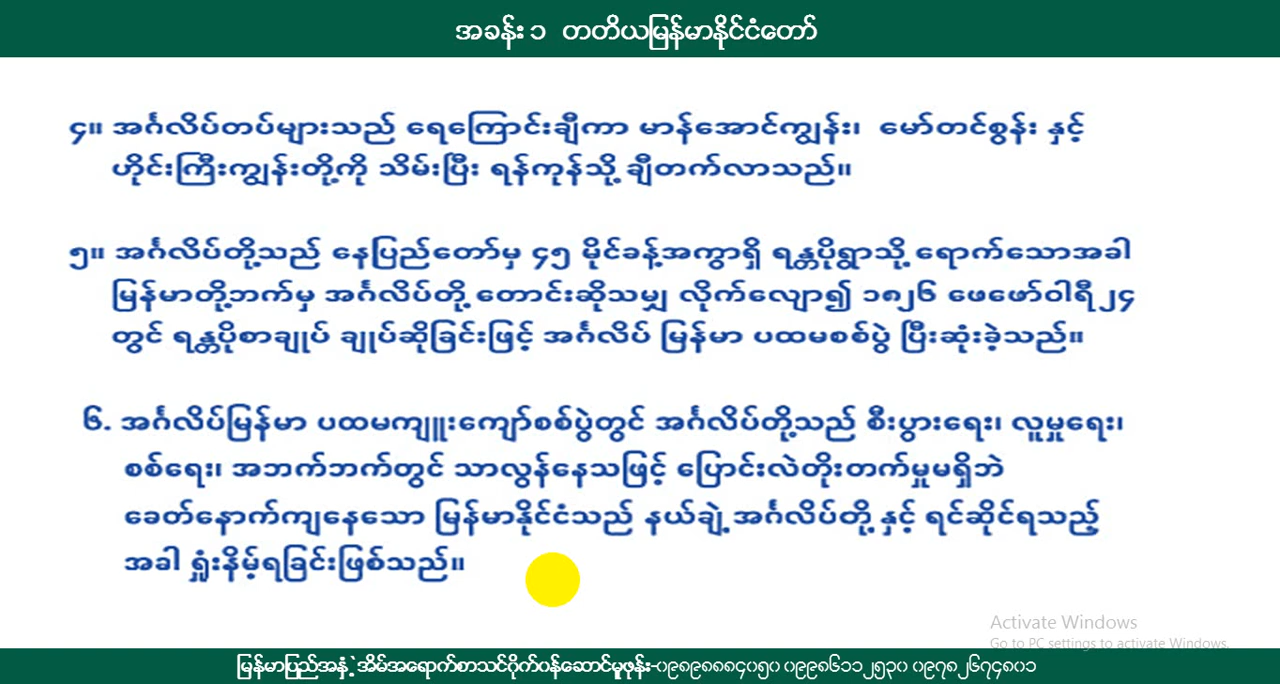 အခန်း ၁ တတိယမြန်မာနိုင်ငံတော်
၄။ အင်္ဂလိပ်တပ်များသည် ရေကြောင်းချီကာ မာန်အောင်ကျွန်း၊ မော်တင်စွန်း နှင့်
ဟိုင်းကြီးကျွန်းတို့ကို သိမ်းပြီး ရန်ကုန်သို့ ချီတက်လာသည်။
၅။ အင်္ဂလိပ်တို့သည် နေပြည်တော်မှ ၄၅ မိုင်ခန့်အကွာရှိ ရန္တပိုရွာသို့ ရောက်သောအခါ
မြန်မာတို့ဘက်မှ အင်္ဂလိပ်တို့ တောင်းဆိုသမျှ လိုက်လျော၍ ၁၈၂၆ ဖေဖော်ဝါရီ ၂၄
တွင် ရန္တပိုစာချုပ် ချုပ်ဆိုခြင်းဖြင့် အင်္ဂလိပ် မြန်မာ ပထမစစ်ပွဲ ပြီးဆုံးခဲ့သည်။
၆. အင်္ဂလိပ်မြန်မာ ပထမကျူးကျော်စစ်ပွဲတွင် အင်္ဂလိပ်တို့သည် စီးပွားရေး၊ လူမှုရေး၊
စစ်ရေး၊ အဘက်ဘက်တွင် သာလွန်နေသဖြင့် ပြောင်းလဲတိုးတက်မှုမရှိဘဲ
ခေတ်နောက်ကျနေသော မြန်မာနိုင်ငံသည် နယ်ချဲ့ အင်္ဂလိပ်တို့ နှင့် ရင်ဆိုင်ရသည့်
အခါ ရှုံးနိမ့်ရခြင်းဖြစ်သည်။
Activate Windows
Go to PC settings to activate Windows.
မြန်မာပြည်အနှံ့ အိမ်အရောက်စာသင်ဝိုက်ဝန်ဆောင်မှုဖုန်း-၀၉၈၉၈၈၈၄၀၅၀ ၀၉၉၈၆၁၁၂၅၃၀ ၀၉၇၈၂၆၇၄၈၀၁